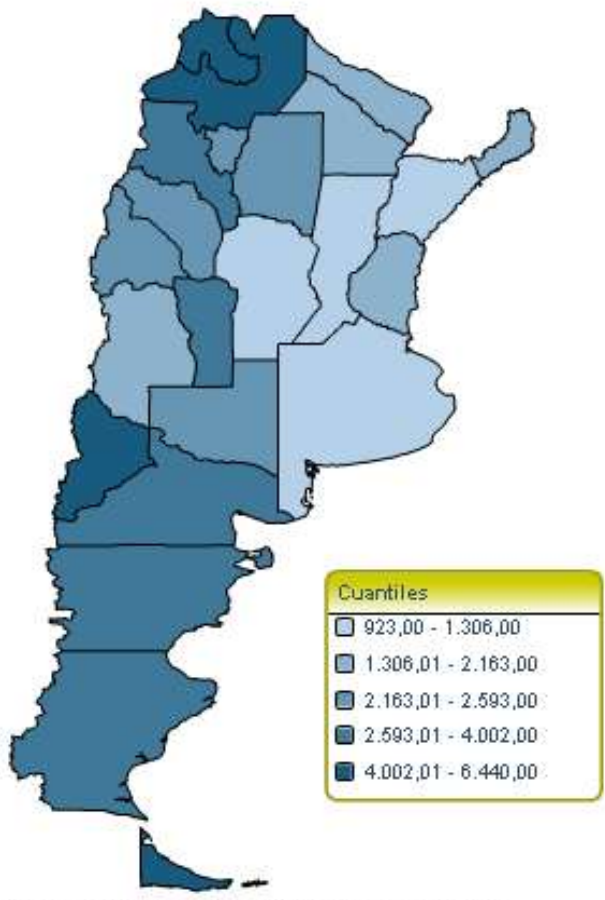 Cuantiles
923,00 - 1.306,00
1.306,01 - 2.163,00
2.163,01 - 2.593,00
2.593,01 - 4.002,00
4.002,01 - 6.440,00